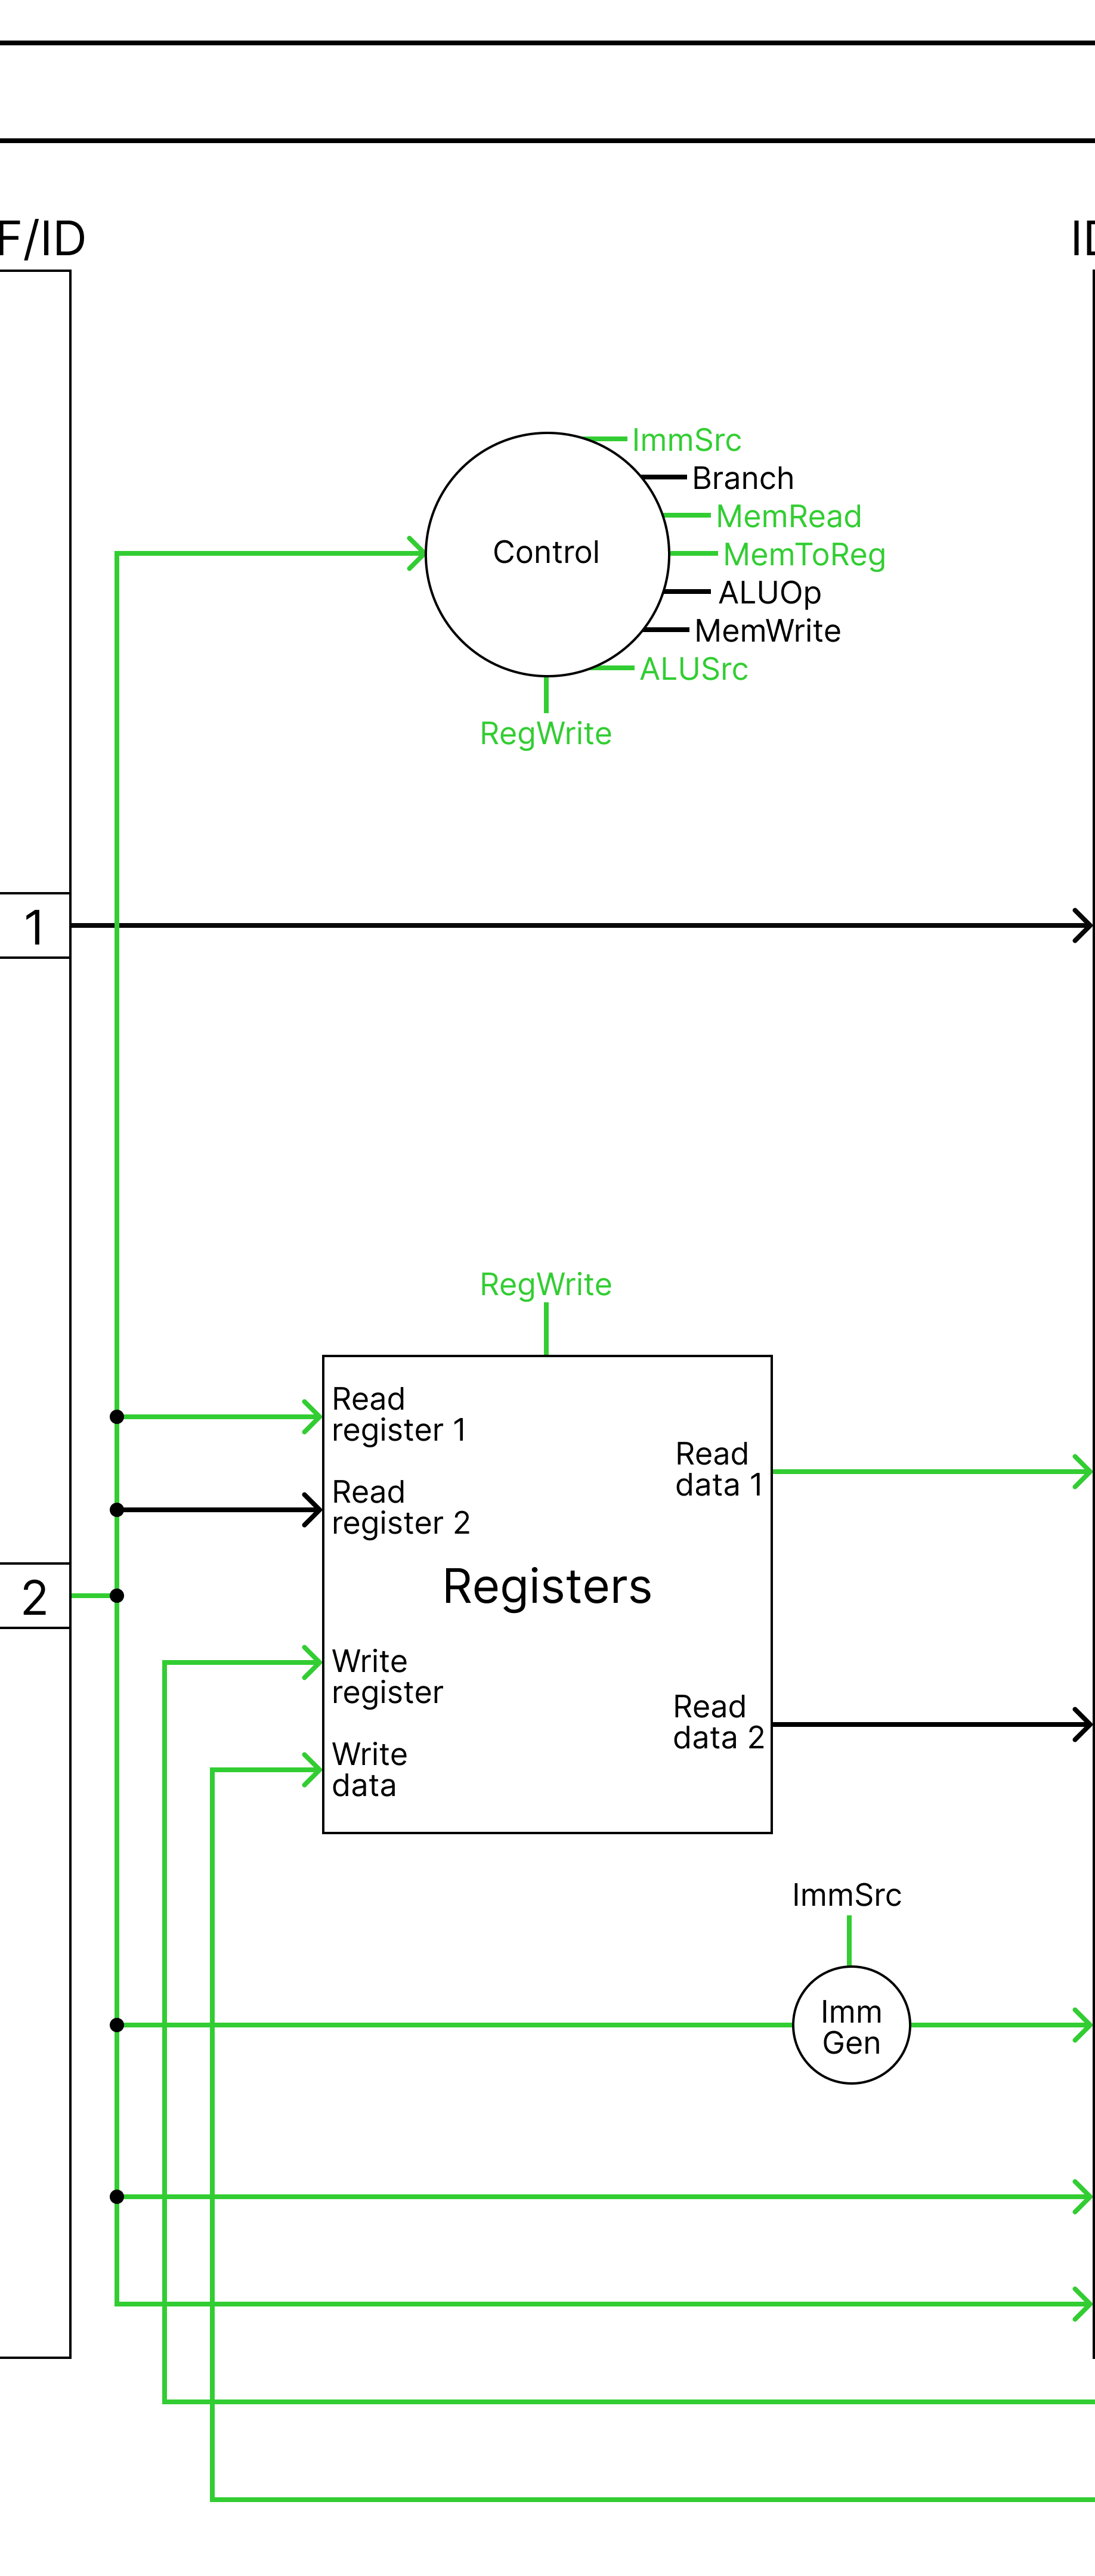 F/ID
ID
ImmSrc
Branch
MemRead
MemToReg
Control
ALUOp
MemWrite
ALUSrc
RegWrite
1
RegWrite
Read
register 1
Read
data 1
Read
register 2
Registers
2
Write
register
Read
data 2
Write
data
ImmSrc
Imm
Gen